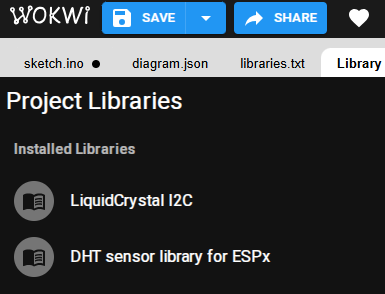 WOKWI SAVE SHARE
sketch.ino diagram.json libraries.txt Library
Project Libraries
Installed Libraries
LiquidCrystal I2C
DHT sensor library for ESPx